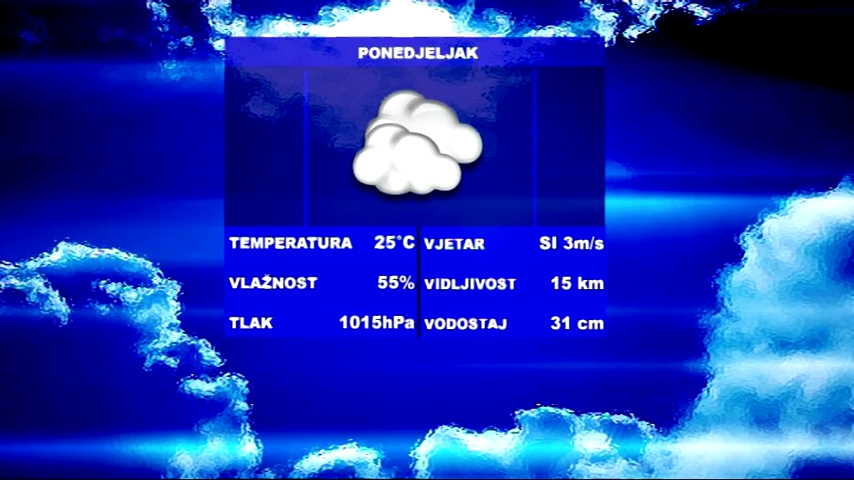 PONEDJELJAK
TEMPERATURA 25°C VJETAR SI 3m/s
VLAŽNOST 55% VIDLJIVOST 15 km
TLAK 1015hPa VODOSTAJ 31 cm